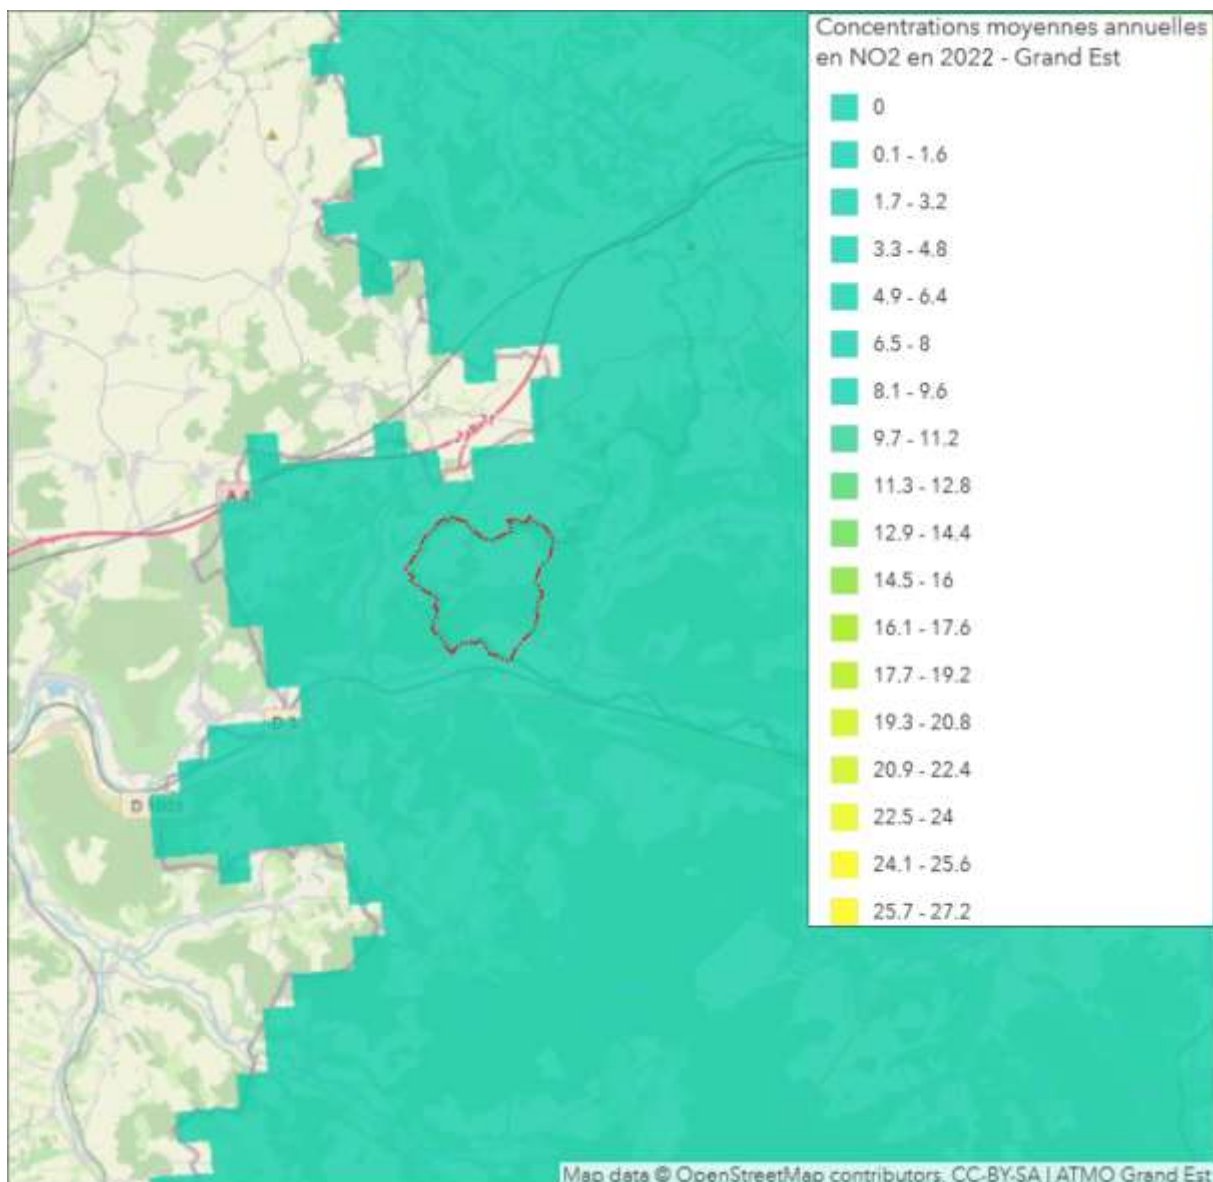 Concentrations moyennes annuelles
en NO2 en 2022 - Grand Est
0
0.1 - 1.6
1.7 - 3.2
3.3 - 4.8
4.9 - 6.4
6.5 - 8
8.1 - 9.6
9.7 - 11.2
11.3 - 12.8
12.9 - 14.4
14.5 - 16
16.1 - 17.6
17.7 - 19.2
19.3 - 20.8
20.9 - 22.4
22.5 - 24
24.1 - 25.6
25.7 - 27.2
A 4
D
Map data © OpenStreetMap contributors, CC-BY-SA | ATMO Grand Est